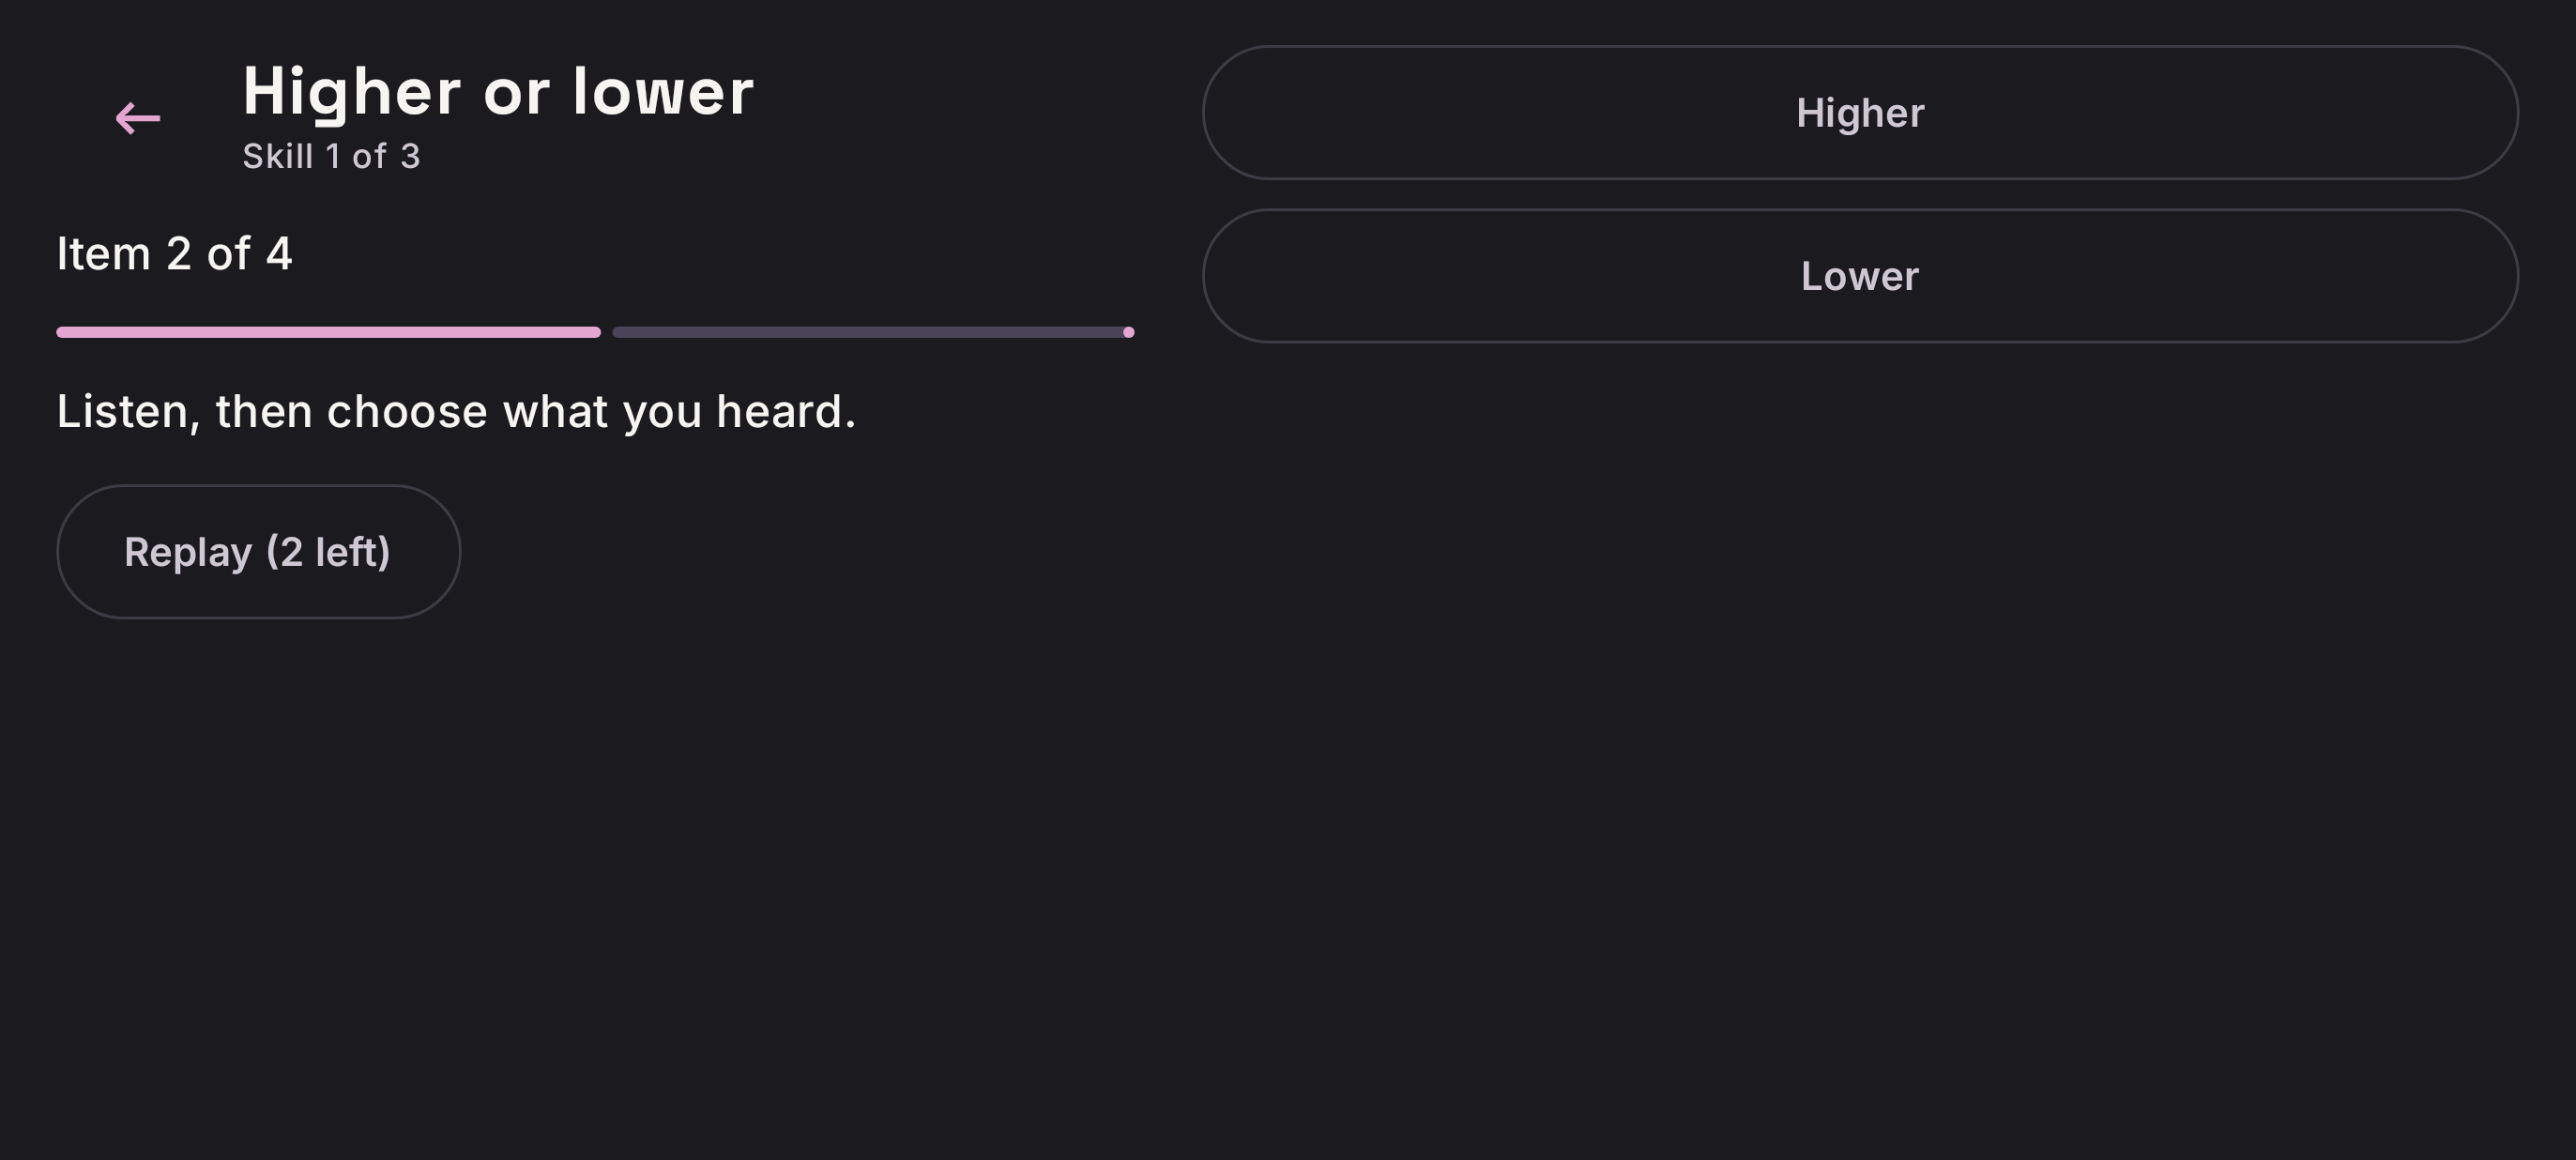 Higher or lower
Skill 1 of 3
Item 2 of 4
Listen, then choose what you heard.
Replay (2 left)
Higher
Lower